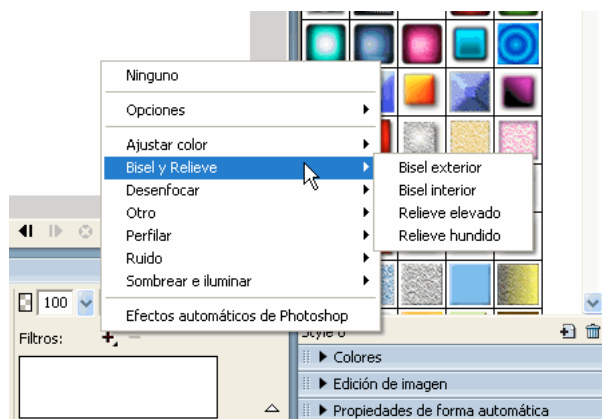 Ninguno
Opciones
Ajustar color
Bisel y Relieve
Desenfocar
Otro
Perfilar
Ruido
Sombrear e iluminar
Efectos automáticos de Photoshop
Bisel exterior
Bisel interior
Relieve elevado
Relieve hundido
100
Filtros:
Colores
Edición de imagen
Propiedades de forma automática